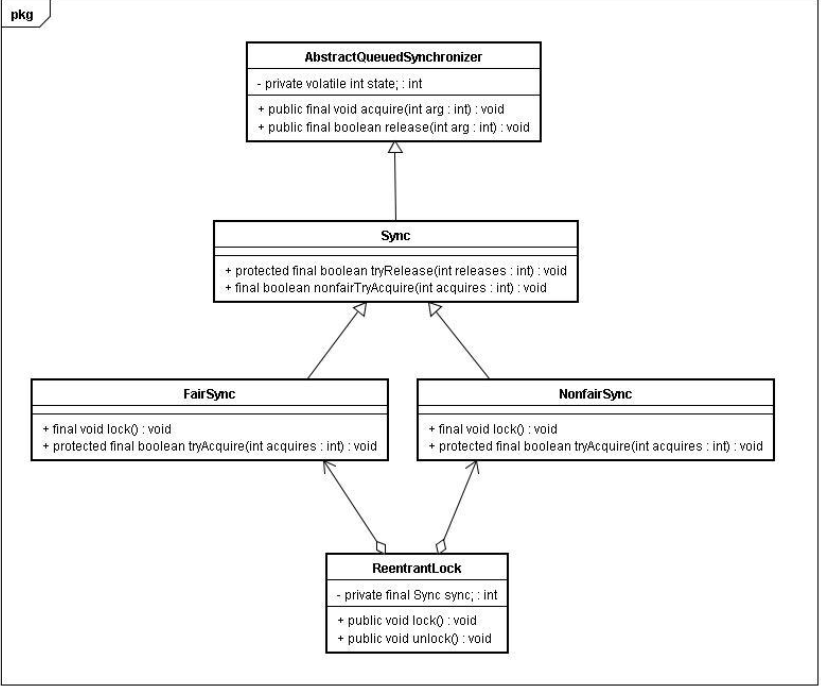 pkg
AbstractQueuedSynchronizer
- private volatile int state; : int
+ public final void acquire(int arg : int) : void
+ public final boolean release(int arg : int) : void
Sync
+ protected final boolean tryRelease(int releases : int) : void
+ final boolean nonfairTryAcquire(int acquires : int) : void
FairSync
+ final void lock() : void
+ protected final boolean tryAcquire(int acquires : int) : void
NonfairSync
+ final void lock() : void
+ protected final boolean tryAcquire(int acquires : int) : void
ReentrantLock
- private final Sync sync; : int
+ public void lock() : void
+ public void unlock() : void